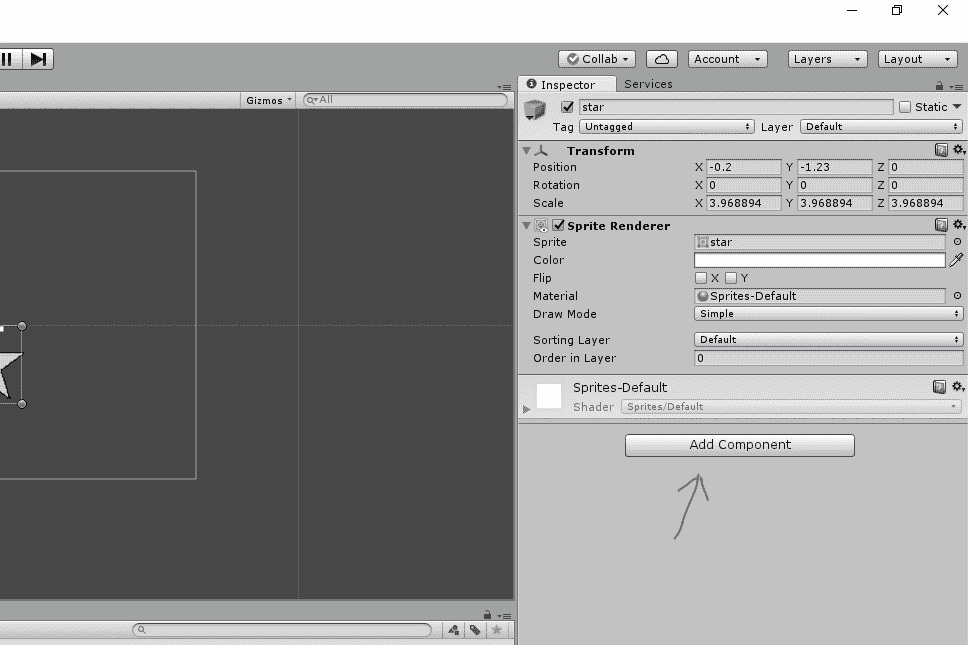 Collab Account Layers Layout
Inspector Services
Gizmos All
star Static
Tag Untagged Layer Default
Transform
Position X -0.2 Y -1.23 Z 0
Rotation X 0 Y 0 Z 0
Scale X 3.968894 Y 3.968894 Z 3.968894
Sprite Renderer
Sprite star
Color
Flip X Y
Material Sprites-Default
Draw Mode Simple
Sorting Layer Default
Order in Layer 0
Sprites-Default
Shader Sprites/Default
Add Component